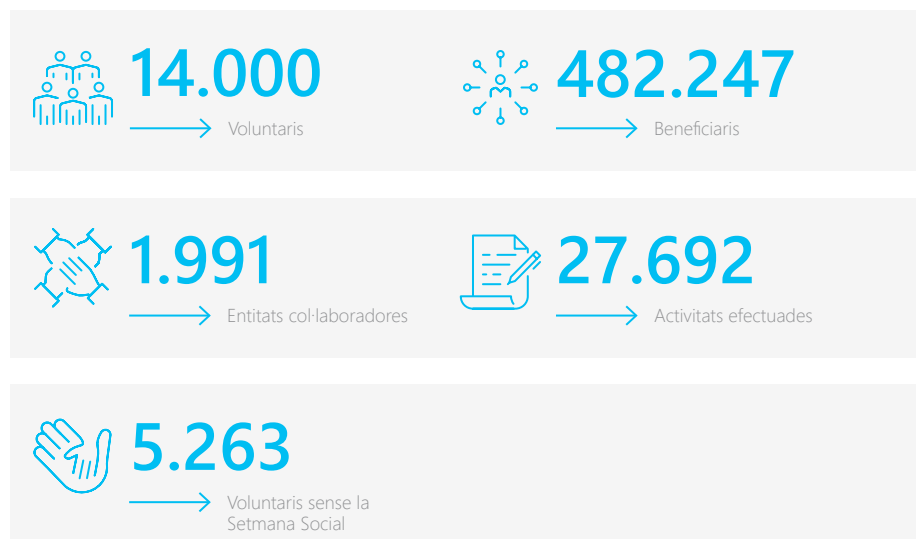 14.000
Voluntaris
482.247
Beneficiaris
1.991
Entitats col·laboradores
27.692
Activitats efectuades
5.263
Voluntaris sense la
Setmana Social